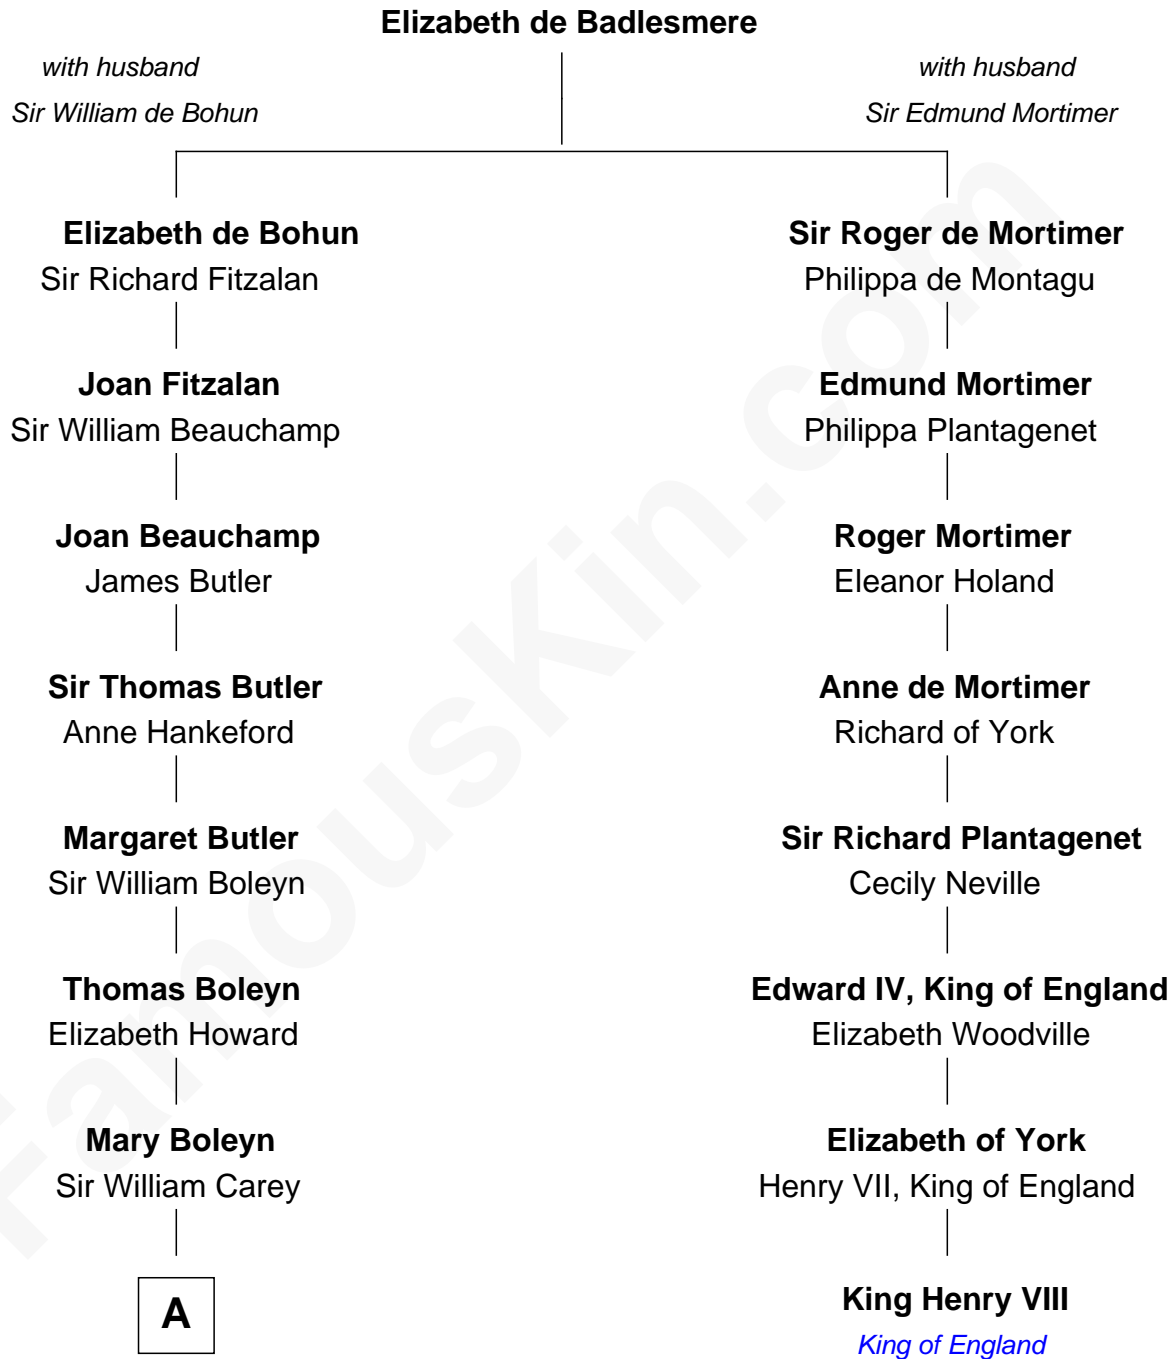 Elizabeth de Badlesmere
with husband
Sir William de Bohun
with husband
Sir Edmund Mortimer
Elizabeth de Bohun
Sir Richard Fitzalan
Joan Fitzalan
Sir William Beauchamp
Joan Beauchamp
James Butler
Sir Thomas Butler
Anne Hankeford
Margaret Butler
Sir William Boleyn
Thomas Boleyn
Elizabeth Howard
Mary Boleyn
Sir William Carey
A
Sir Roger de Mortimer
Philippa de Montagu
Edmund Mortimer
Philippa Plantagenet
Roger Mortimer
Eleanor Holand
Anne de Mortimer
Richard of York
Sir Richard Plantagenet
Cecily Neville
Edward IV, King of England
Elizabeth Woodville
Elizabeth of York
Henry VII, King of England
King Henry VIII
King of England
FamousKin.com